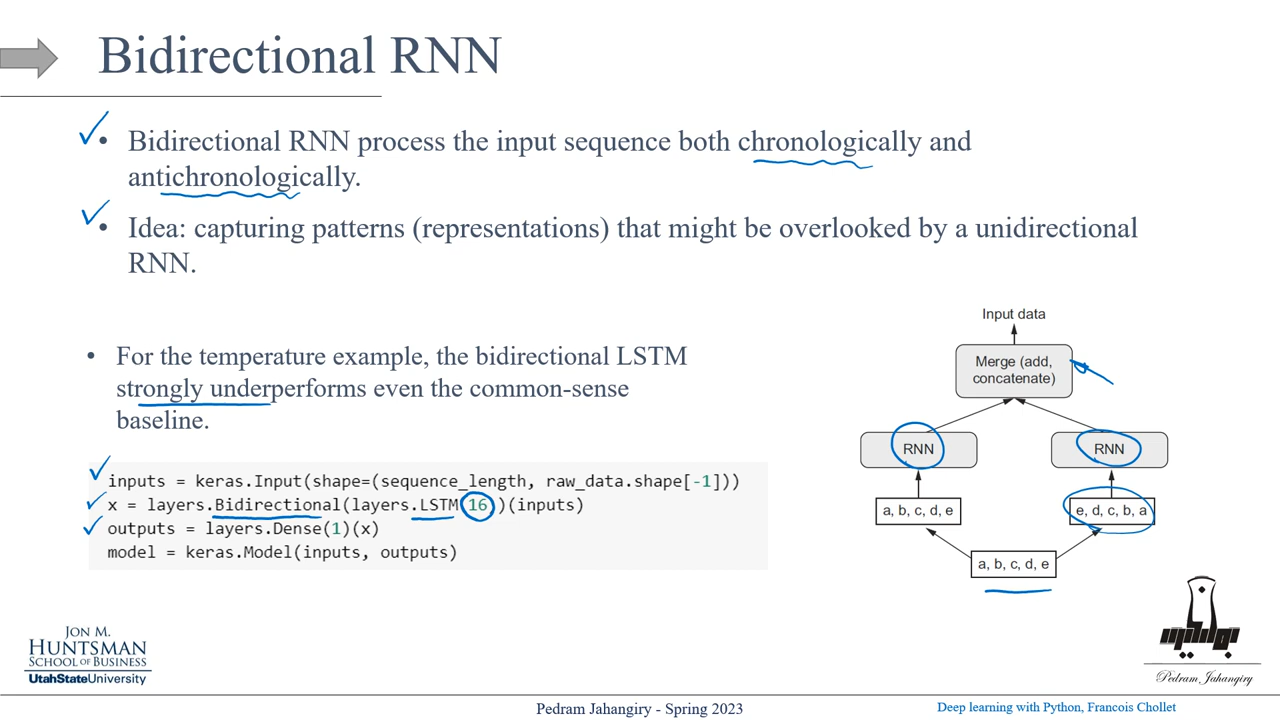 Bidirectional RNN
• Bidirectional RNN process the input sequence both chronologically and
antichronologically.
• Idea: capturing patterns (representations) that might be overlooked by a unidirectional
RNN.
• For the temperature example, the bidirectional LSTM
strongly underperforms even the common-sense
baseline.
inputs = keras.Input(shape=(sequence_length, raw_data.shape[-1]))
x = layers.Bidirectional(layers.LSTM(16))(inputs)
outputs = layers.Dense(1)(x)
model = keras.Model(inputs, outputs)
Input data
Merge (add,
concatenate)
RNN
RNN
a, b, c, d, e
e, d, c, b, a
a, b, c, d, e
JON M.
HUNTSMAN
SCHOOL OF BUSINESS
UtahStateUniversity
Pedram Jahangiry
Pedram Jahangiry - Spring 2023
Deep learning with Python, Francois Chollet